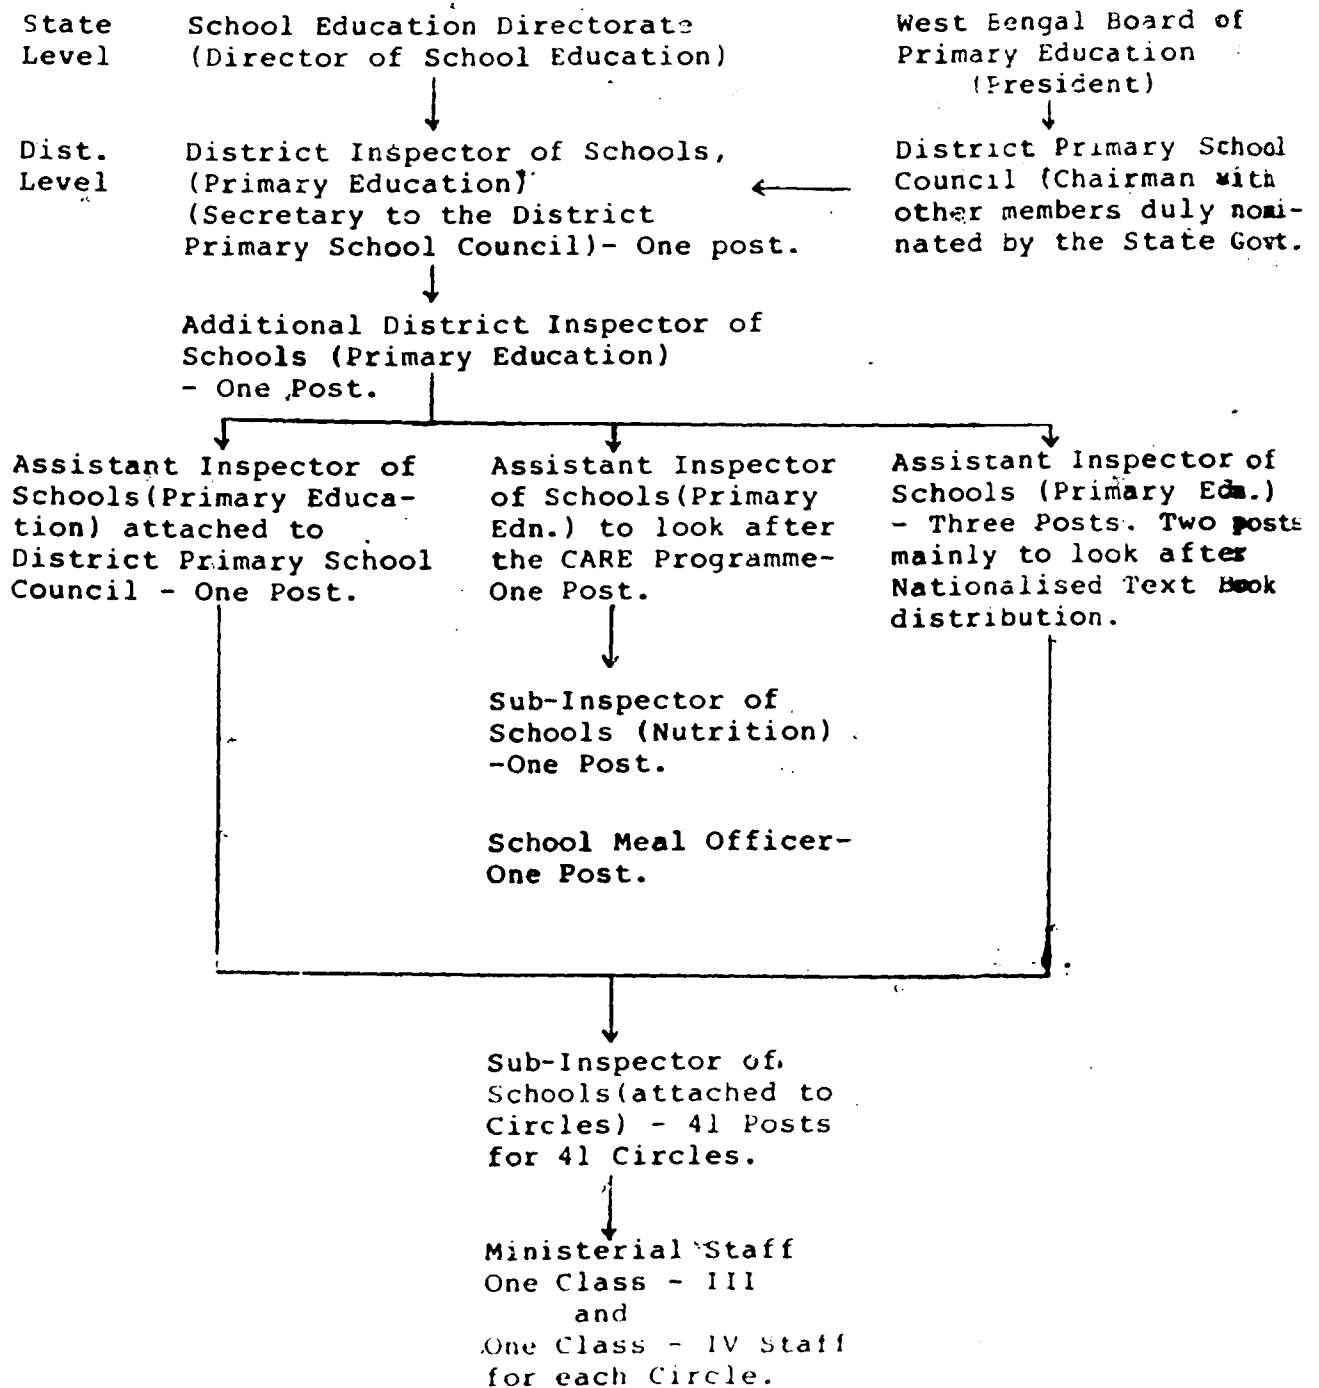 State
Level
School Education Directorate
(Director of School Education)
West Bengal Board of
Primary Education
(President)
Dist.
Level
District Inspector of Schools,
(Primary Education)
(Secretary to the District
Primary School Council)- One post.
District Primary School
Council (Chairman with
other members duly nomi-
nated by the State Govt.
Additional District Inspector of
Schools (Primary Education)
- One Post.
Assistant Inspector of
Schools(Primary Educa-
tion) attached to
District Primary School
Council - One Post.
Assistant Inspector
of Schools(Primary
Edn.) to look after
the CARE Programme-
One Post.
Assistant Inspector of
Schools (Primary Edn.)
- Three Posts. Two posts
mainly to look after
Nationalised Text Book
distribution.
Sub-Inspector of
Schools (Nutrition)
-One Post.
School Meal Officer-
One Post.
Sub-Inspector of
Schools(attached to
Circles) - 41 Posts
for 41 Circles.
Ministerial Staff
One Class - III
and
One Class - IV Staff
for each Circle.